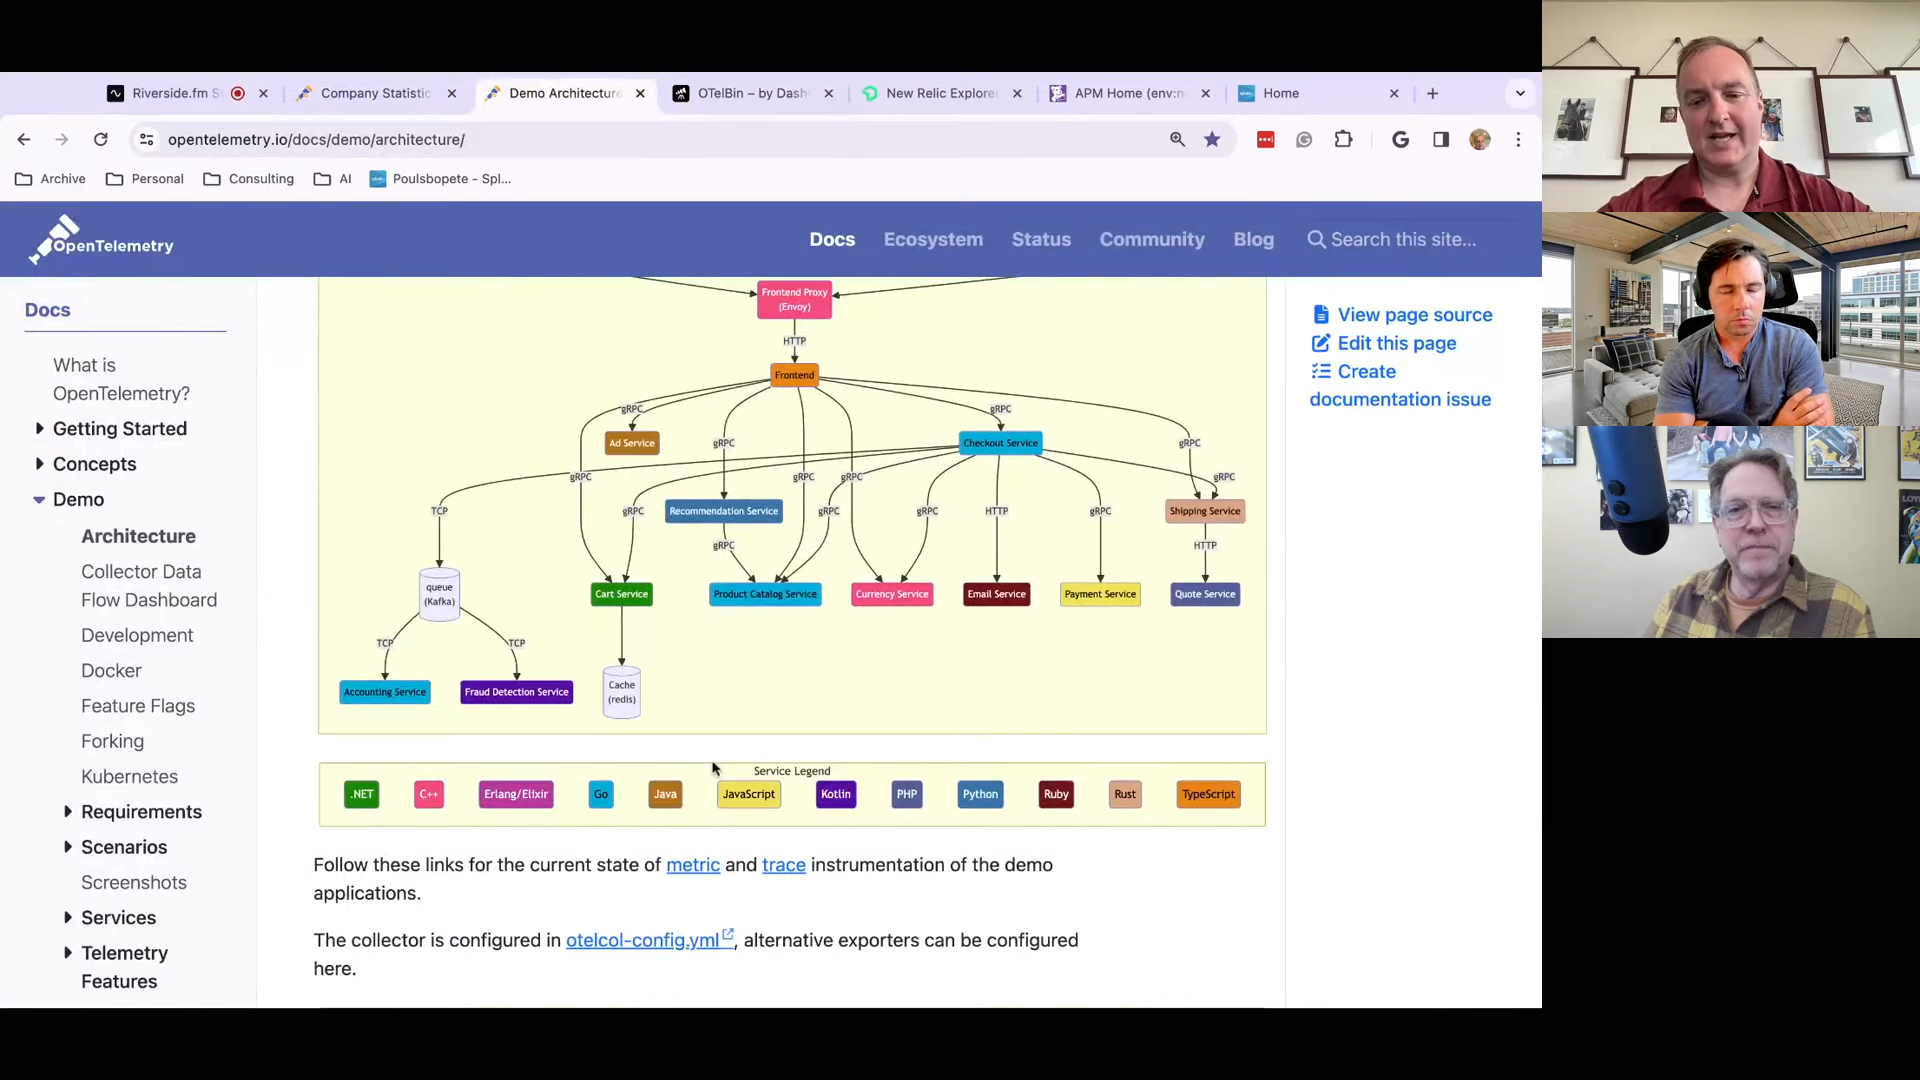 Riverside.fm S
Company Statistic
Demo Architecture
OTelBin – by Dash
New Relic Explorer
APM Home (env:n
Home
opentelemetry.io/docs/demo/architecture/
Archive
Personal
Consulting
AI
Poulsbopete - Spl...
OpenTelemetry
Docs
Ecosystem
Status
Community
Blog
Search this site...
Docs
What is
OpenTelemetry?
Getting Started
Concepts
Demo
Architecture
Collector Data
Flow Dashboard
Development
Docker
Feature Flags
Forking
Kubernetes
Requirements
Scenarios
Screenshots
Services
Telemetry
Features
Frontend Proxy
(Envoy)
HTTP
Frontend
gRPC
gRPC
Ad Service
gRPC
Checkout Service
gRPC
gRPC
gRPC
gRPC
gRPC
TCP
gRPC
Recommendation Service
gRPC
gRPC
HTTP
gRPC
Shipping Service
gRPC
HTTP
queue
(Kafka)
Cart Service
Product Catalog Service
Currency Service
Email Service
Payment Service
Quote Service
TCP
TCP
Accounting Service
Fraud Detection Service
Cache
(redis)
Service Legend
.NET
C++
Erlang/Elixir
Go
Java
JavaScript
Kotlin
PHP
Python
Ruby
Rust
TypeScript
Follow these links for the current state of metric and trace instrumentation of the demo
applications.
The collector is configured in otelcol-config.yml, alternative exporters can be configured
here.
View page source
Edit this page
Create
documentation issue